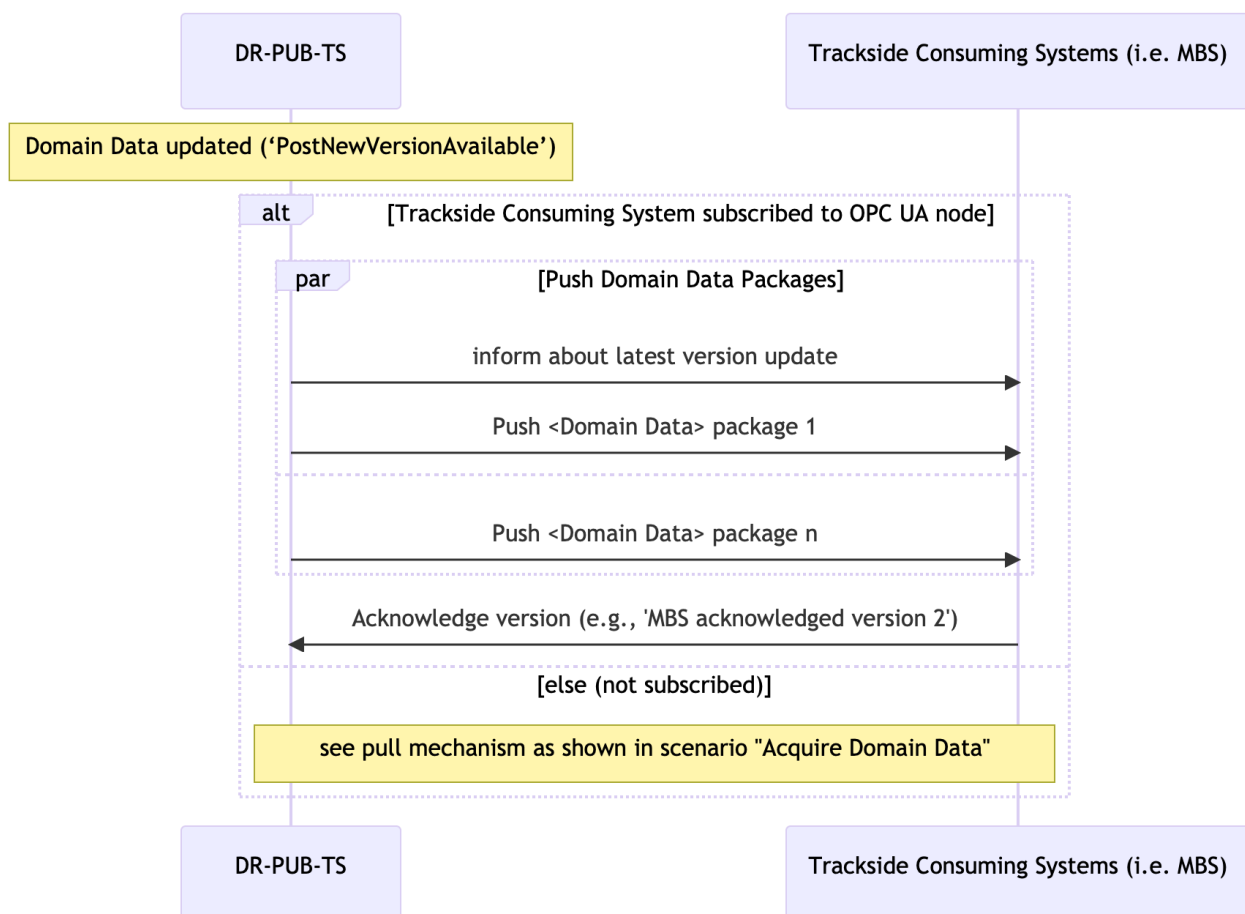 DR-PUB-TS
Trackside Consuming Systems (i.e. MBS)
Domain Data updated (‘PostNewVersionAvailable’)
alt
[Trackside Consuming System subscribed to OPC UA node]
par
[Push Domain Data Packages]
inform about latest version update
Push <Domain Data> package 1
Push <Domain Data> package n
Acknowledge version (e.g., 'MBS acknowledged version 2')
[else (not subscribed)]
see pull mechanism as shown in scenario "Acquire Domain Data"
DR-PUB-TS
Trackside Consuming Systems (i.e. MBS)